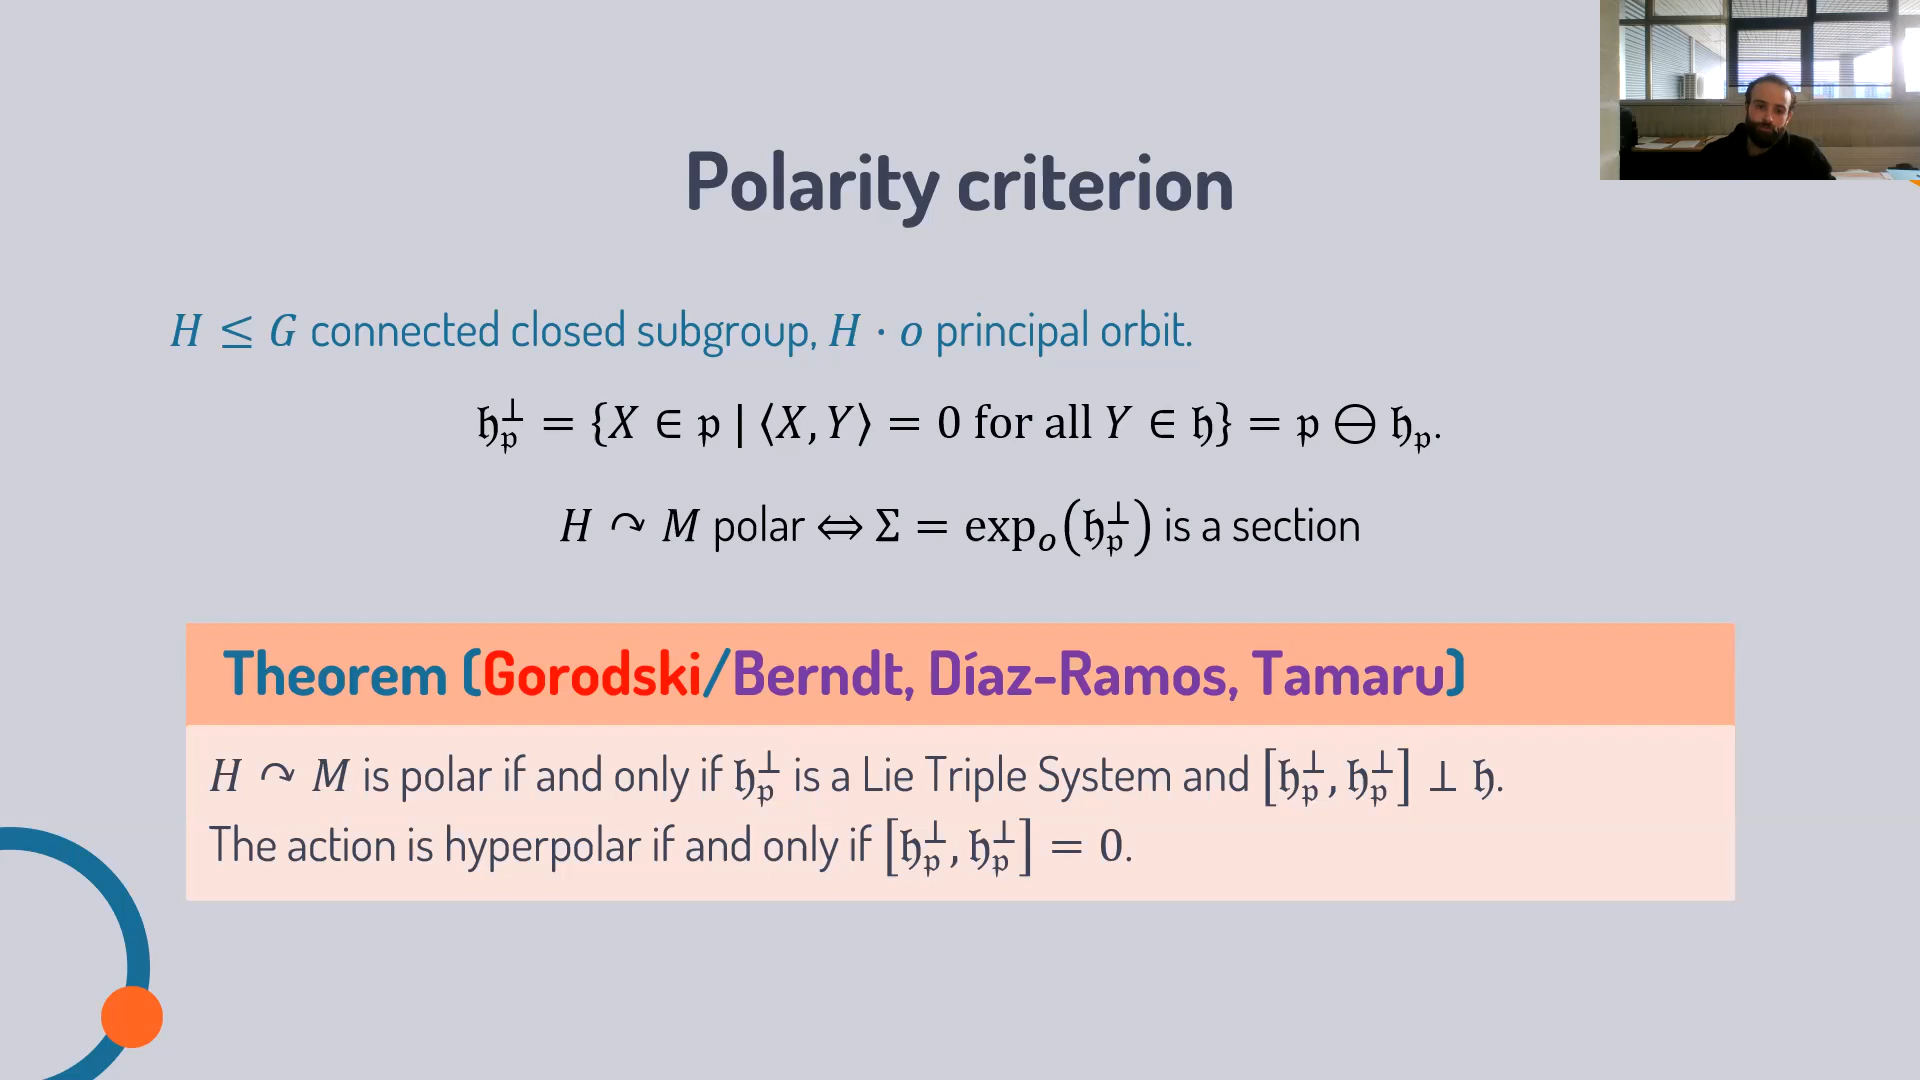 Polarity criterion
𝐻 ≤ 𝐺 connected closed subgroup, 𝐻 · 𝑜 principal orbit.
𝔥_𝔭^⊥ = {𝑋 ∈ 𝔭 | ⟨𝑋, 𝑌⟩ = 0 for all 𝑌 ∈ 𝔥} = 𝔭 ⊖ 𝔥_𝔭.
𝐻 ↷ 𝑀 polar ⇔ Σ = exp_𝑜(𝔥_𝔭^⊥) is a section
Theorem (Gorodski/Berndt, Díaz-Ramos, Tamaru)
𝐻 ↷ 𝑀 is polar if and only if 𝔥_𝔭^⊥ is a Lie Triple System and [𝔥_𝔭^⊥, 𝔥_𝔭^⊥] ⊥ 𝔥.
The action is hyperpolar if and only if [𝔥_𝔭^⊥, 𝔥_𝔭^⊥] = 0.